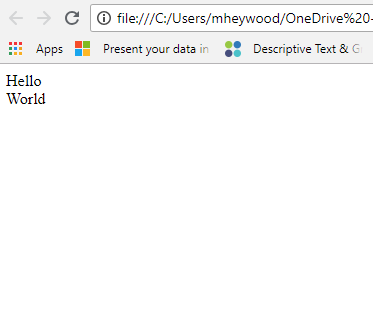 file:///C:/Users/mheywood/OneDrive%20-
Apps Present your data in Descriptive Text & G
Hello
World